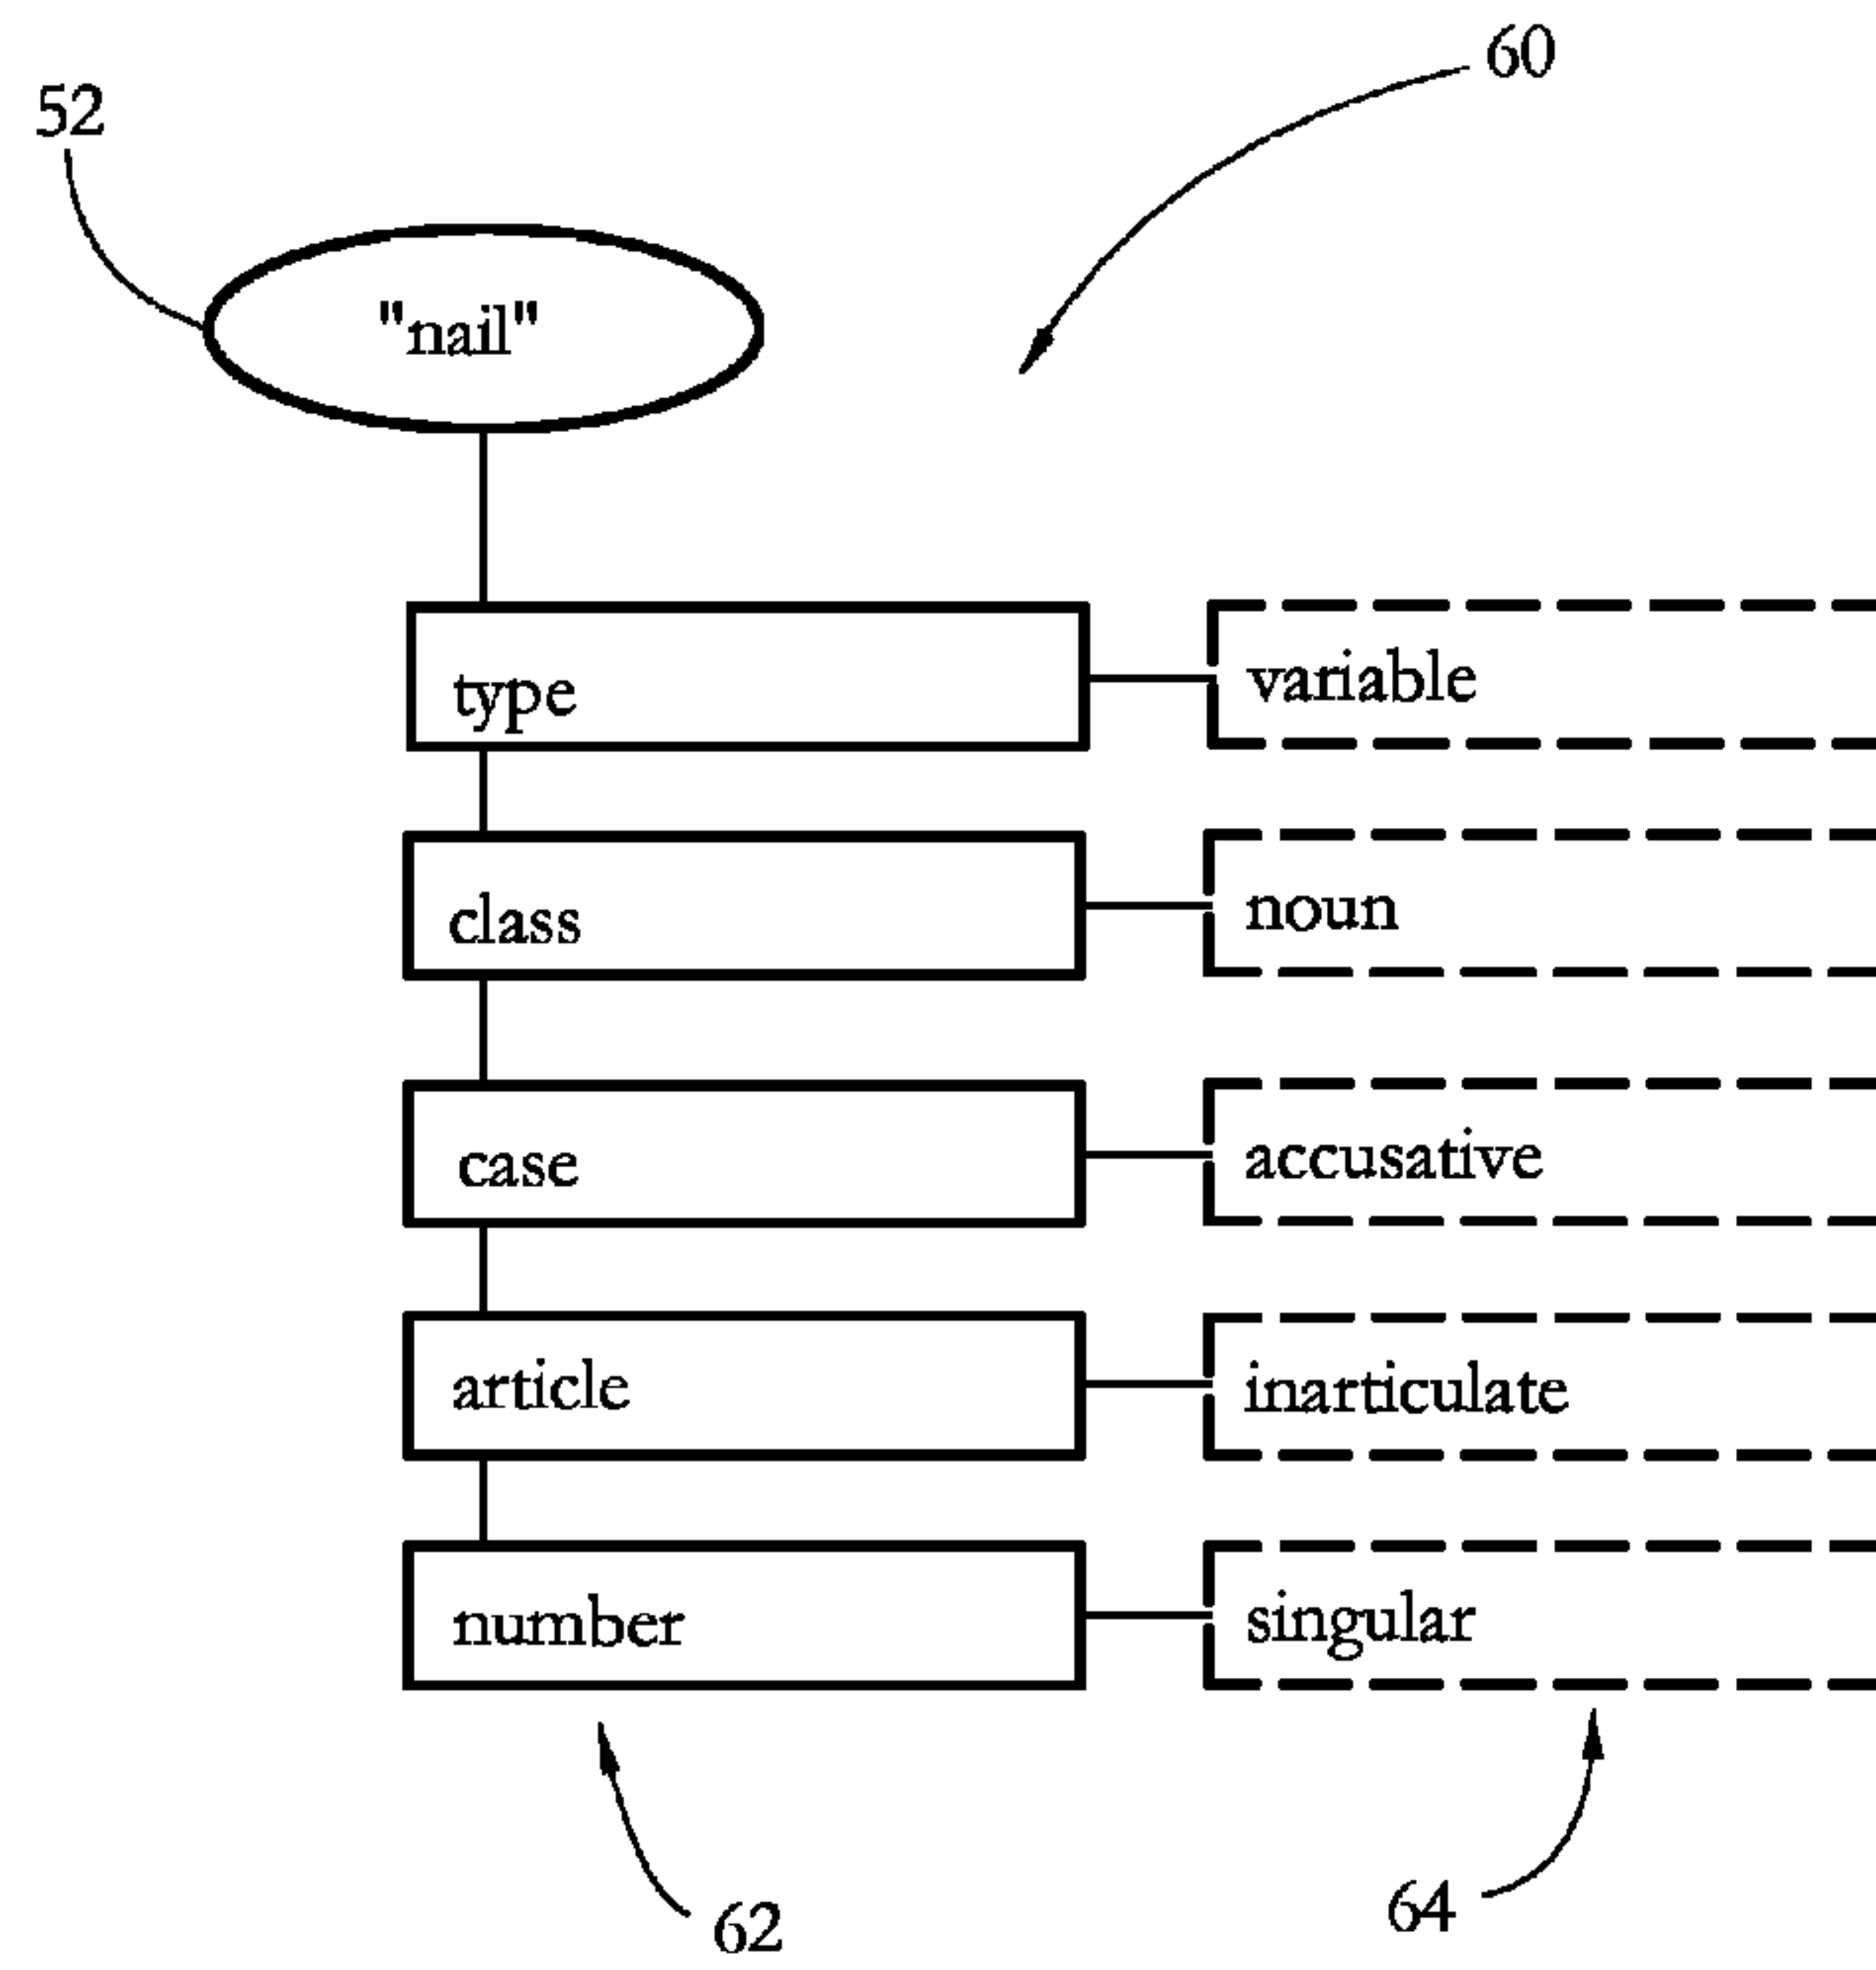 60
52
"nail"
type variable
class noun
case accusative
article inarticulate
number singular
62 64